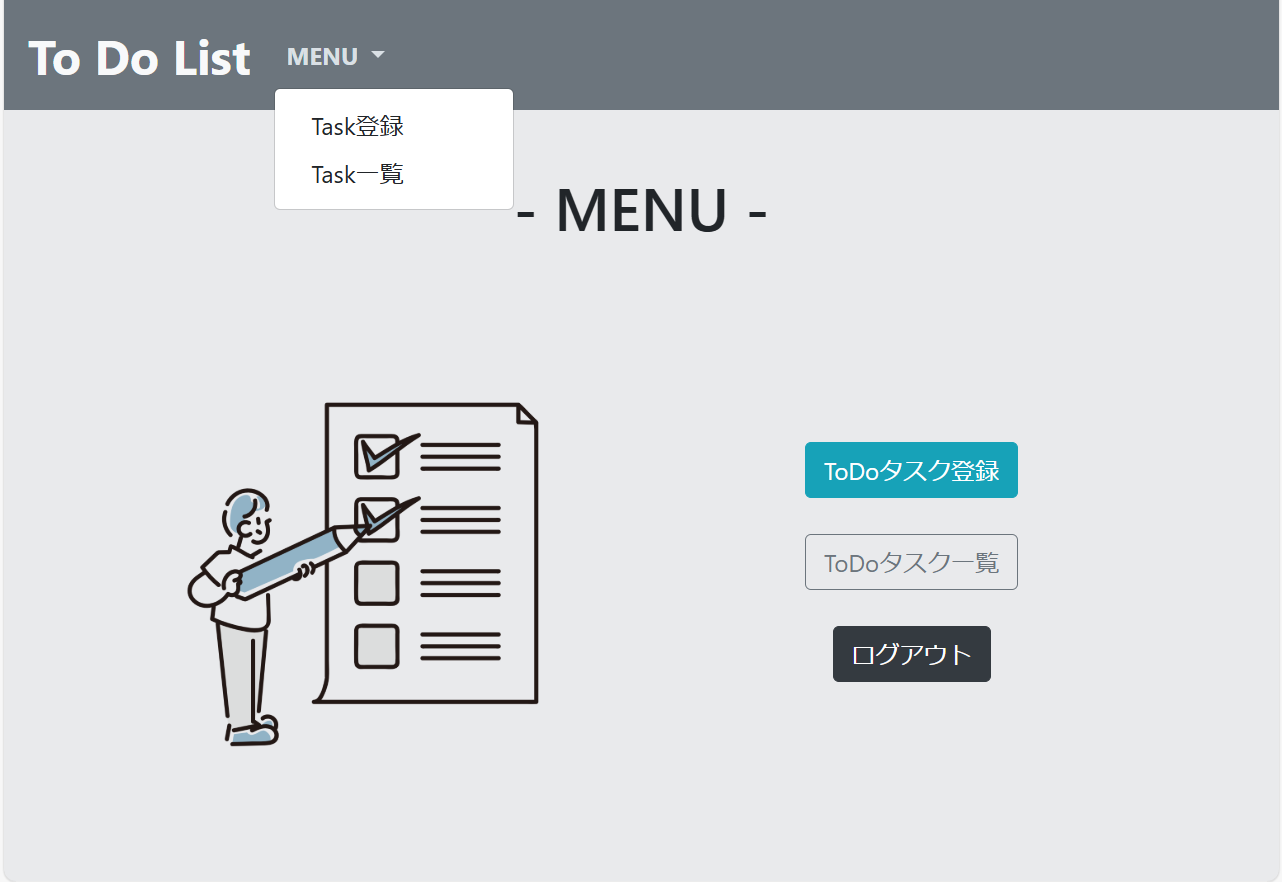 To Do List
MENU
Task登録
Task一覧
- MENU -
ToDoタスク登録
ToDoタスク一覧
ログアウト